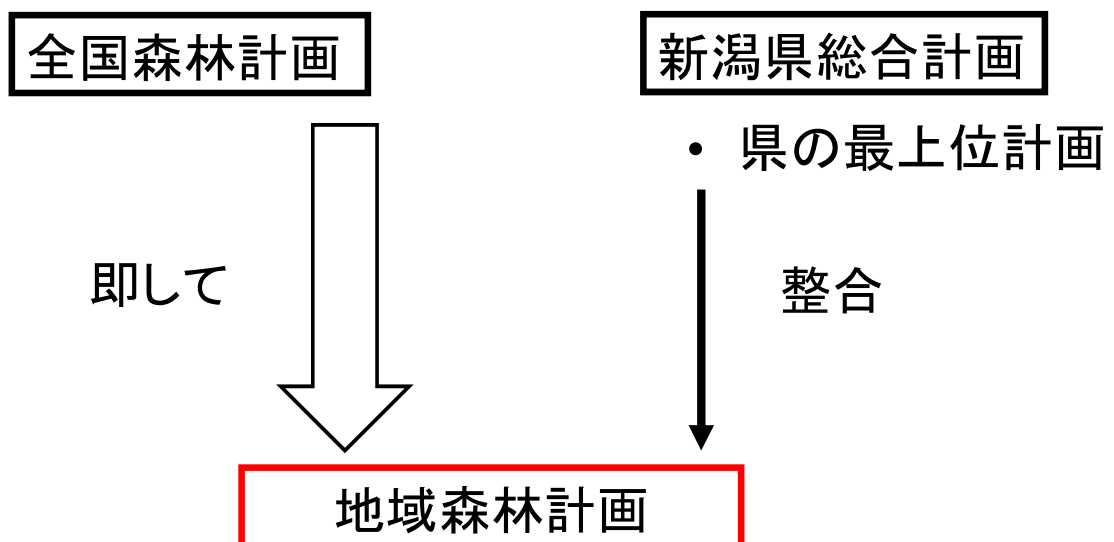 全国森林計画
新潟県総合計画
• 県の最上位計画
即して
整合
地域森林計画